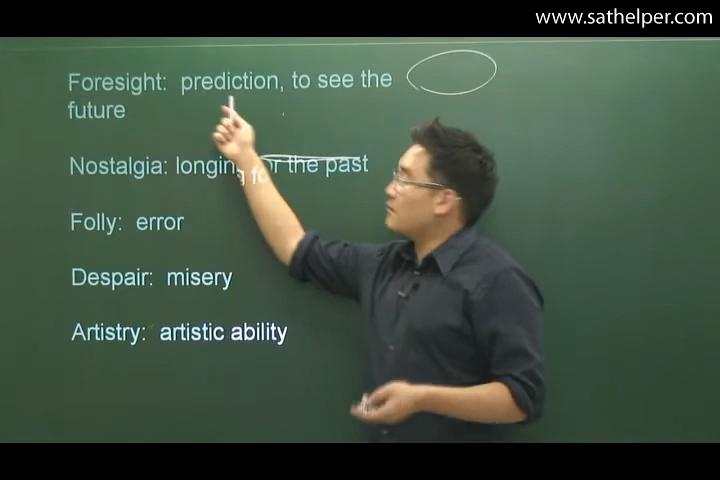 www.sathelper.com
Foresight: prediction, to see the
future
Nostalgia: longing for the past
Folly: error
Despair: misery
Artistry: artistic ability